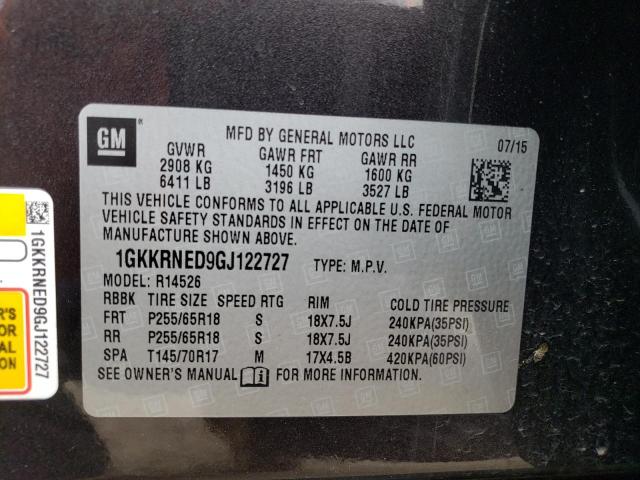 GM
MFD BY GENERAL MOTORS LLC 07/15
GVWR GAWR FRT GAWR RR
2908 KG 1450 KG 1600 KG
6411 LB 3196 LB 3527 LB
THIS VEHICLE CONFORMS TO ALL APPLICABLE U.S. FEDERAL MOTOR
VEHICLE SAFETY STANDARDS IN EFFECT ON THE DATE OF
MANUFACTURE SHOWN ABOVE.
1GKKRNED9GJ122727 TYPE: M.P.V.
MODEL: R14526
RBBK TIRE SIZE SPEED RTG RIM COLD TIRE PRESSURE
FRT P255/65R18 S 18X7.5J 240KPA(35PSI)
RR P255/65R18 S 18X7.5J 240KPA(35PSI)
SPA T145/70R17 M 17X4.5B 420KPA(60PSI)
SEE OWNER'S MANUAL FOR MORE INFORMATION.
1GKKRNED9GJ122727